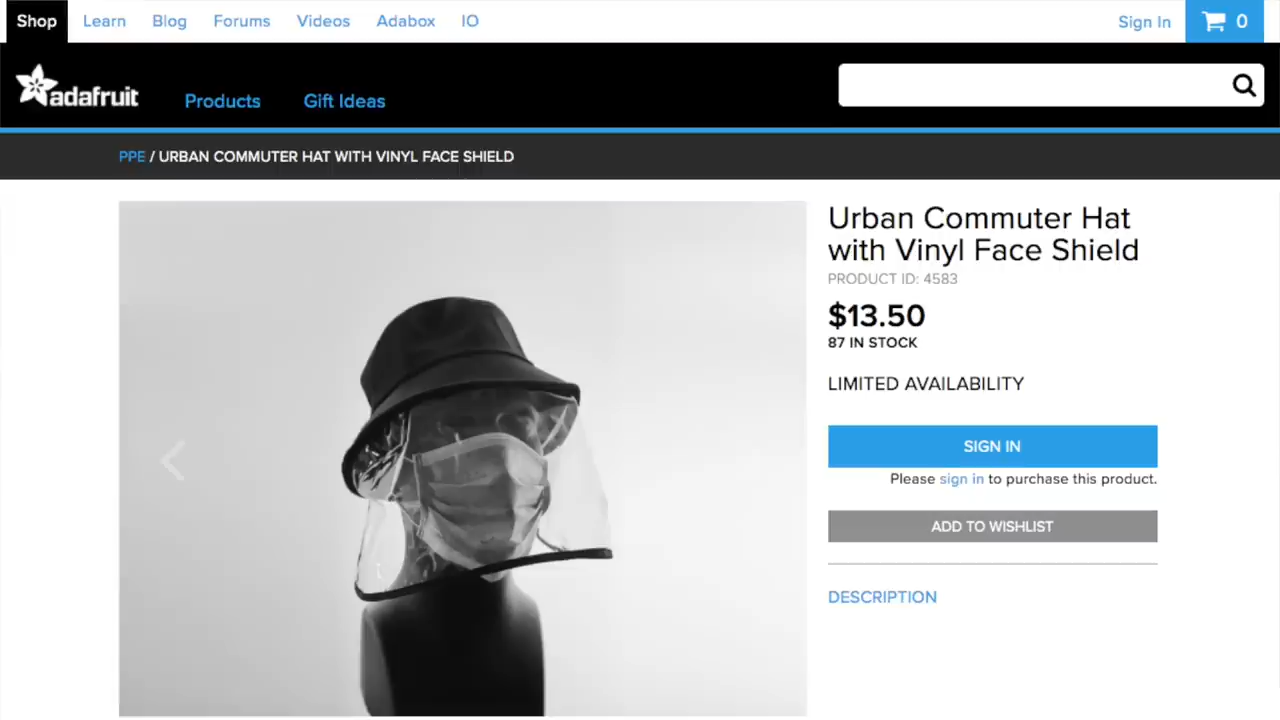 Shop Learn Blog Forums Videos Adabox IO Sign In 0
adafruit Products Gift Ideas
PPE / URBAN COMMUTER HAT WITH VINYL FACE SHIELD
Urban Commuter Hat
with Vinyl Face Shield
PRODUCT ID: 4583
$13.50
87 IN STOCK
LIMITED AVAILABILITY
SIGN IN
Please sign in to purchase this product.
ADD TO WISHLIST
DESCRIPTION